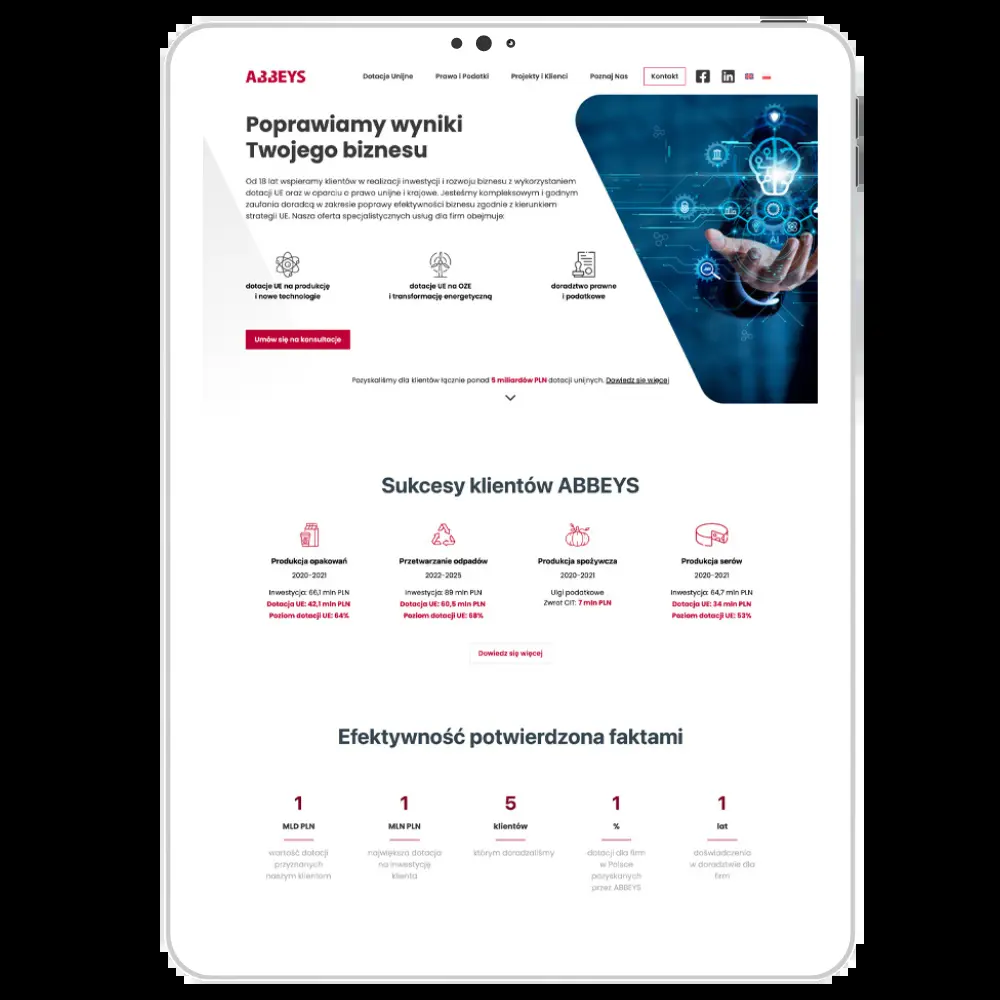 ABBEYS
Dotacje Unijne
Prawo i Podatki
Projekty i Klienci
Poznaj Nas
Kontakt
Poprawiamy wyniki
Twojego biznesu
Od 18 lat wspieramy klientów w realizacji inwestycji i rozwoju biznesu z wykorzystaniem
dotacji UE oraz w oparciu o prawo unijne i krajowe. Jesteśmy kompleksowym i godnym
zaufania doradcą w zakresie poprawy efektywności biznesu zgodnie z kierunkiem
strategii UE. Nasza oferta specjalistycznych usług dla firm obejmuje:
AI
dotacje UE na produkcję
i nowe technologie
dotacje UE na OZE
i transformację energetyczną
doradztwo prawne
i podatkowe
Umów się na konsultacje
Pozyskaliśmy dla klientów łącznie ponad 5 miliardów PLN dotacji unijnych. Dowiedz się więcej
Sukcesy klientów ABBEYS
Produkcja opakowań
2020-2021
Inwestycja: 66,1 mln PLN
Dotacja UE: 42,1 mln PLN
Poziom dotacji UE: 64%
Przetwarzanie odpadów
2022-2025
Inwestycja: 89 mln PLN
Dotacja UE: 60,5 mln PLN
Poziom dotacji UE: 68%
Produkcja spożywcza
2020-2021
Ulgi podatkowe
Zwrot CIT: 7 mln PLN
Produkcja serów
2020-2021
Inwestycja: 64,7 mln PLN
Dotacja UE: 34 mln PLN
Poziom dotacji UE: 53%
Dowiedz się więcej
Efektywność potwierdzona faktami
1
MLD PLN
wartość dotacji
przyznanych
naszym klientom
1
MLN PLN
największa dotacja
na inwestycję
klienta
5
klientów
którym doradzaliśmy
1
%
dotacji dla firm
w Polsce
pozyskanych
przez ABBEYS
1
lat
doświadczenia
w doradztwie dla
firm